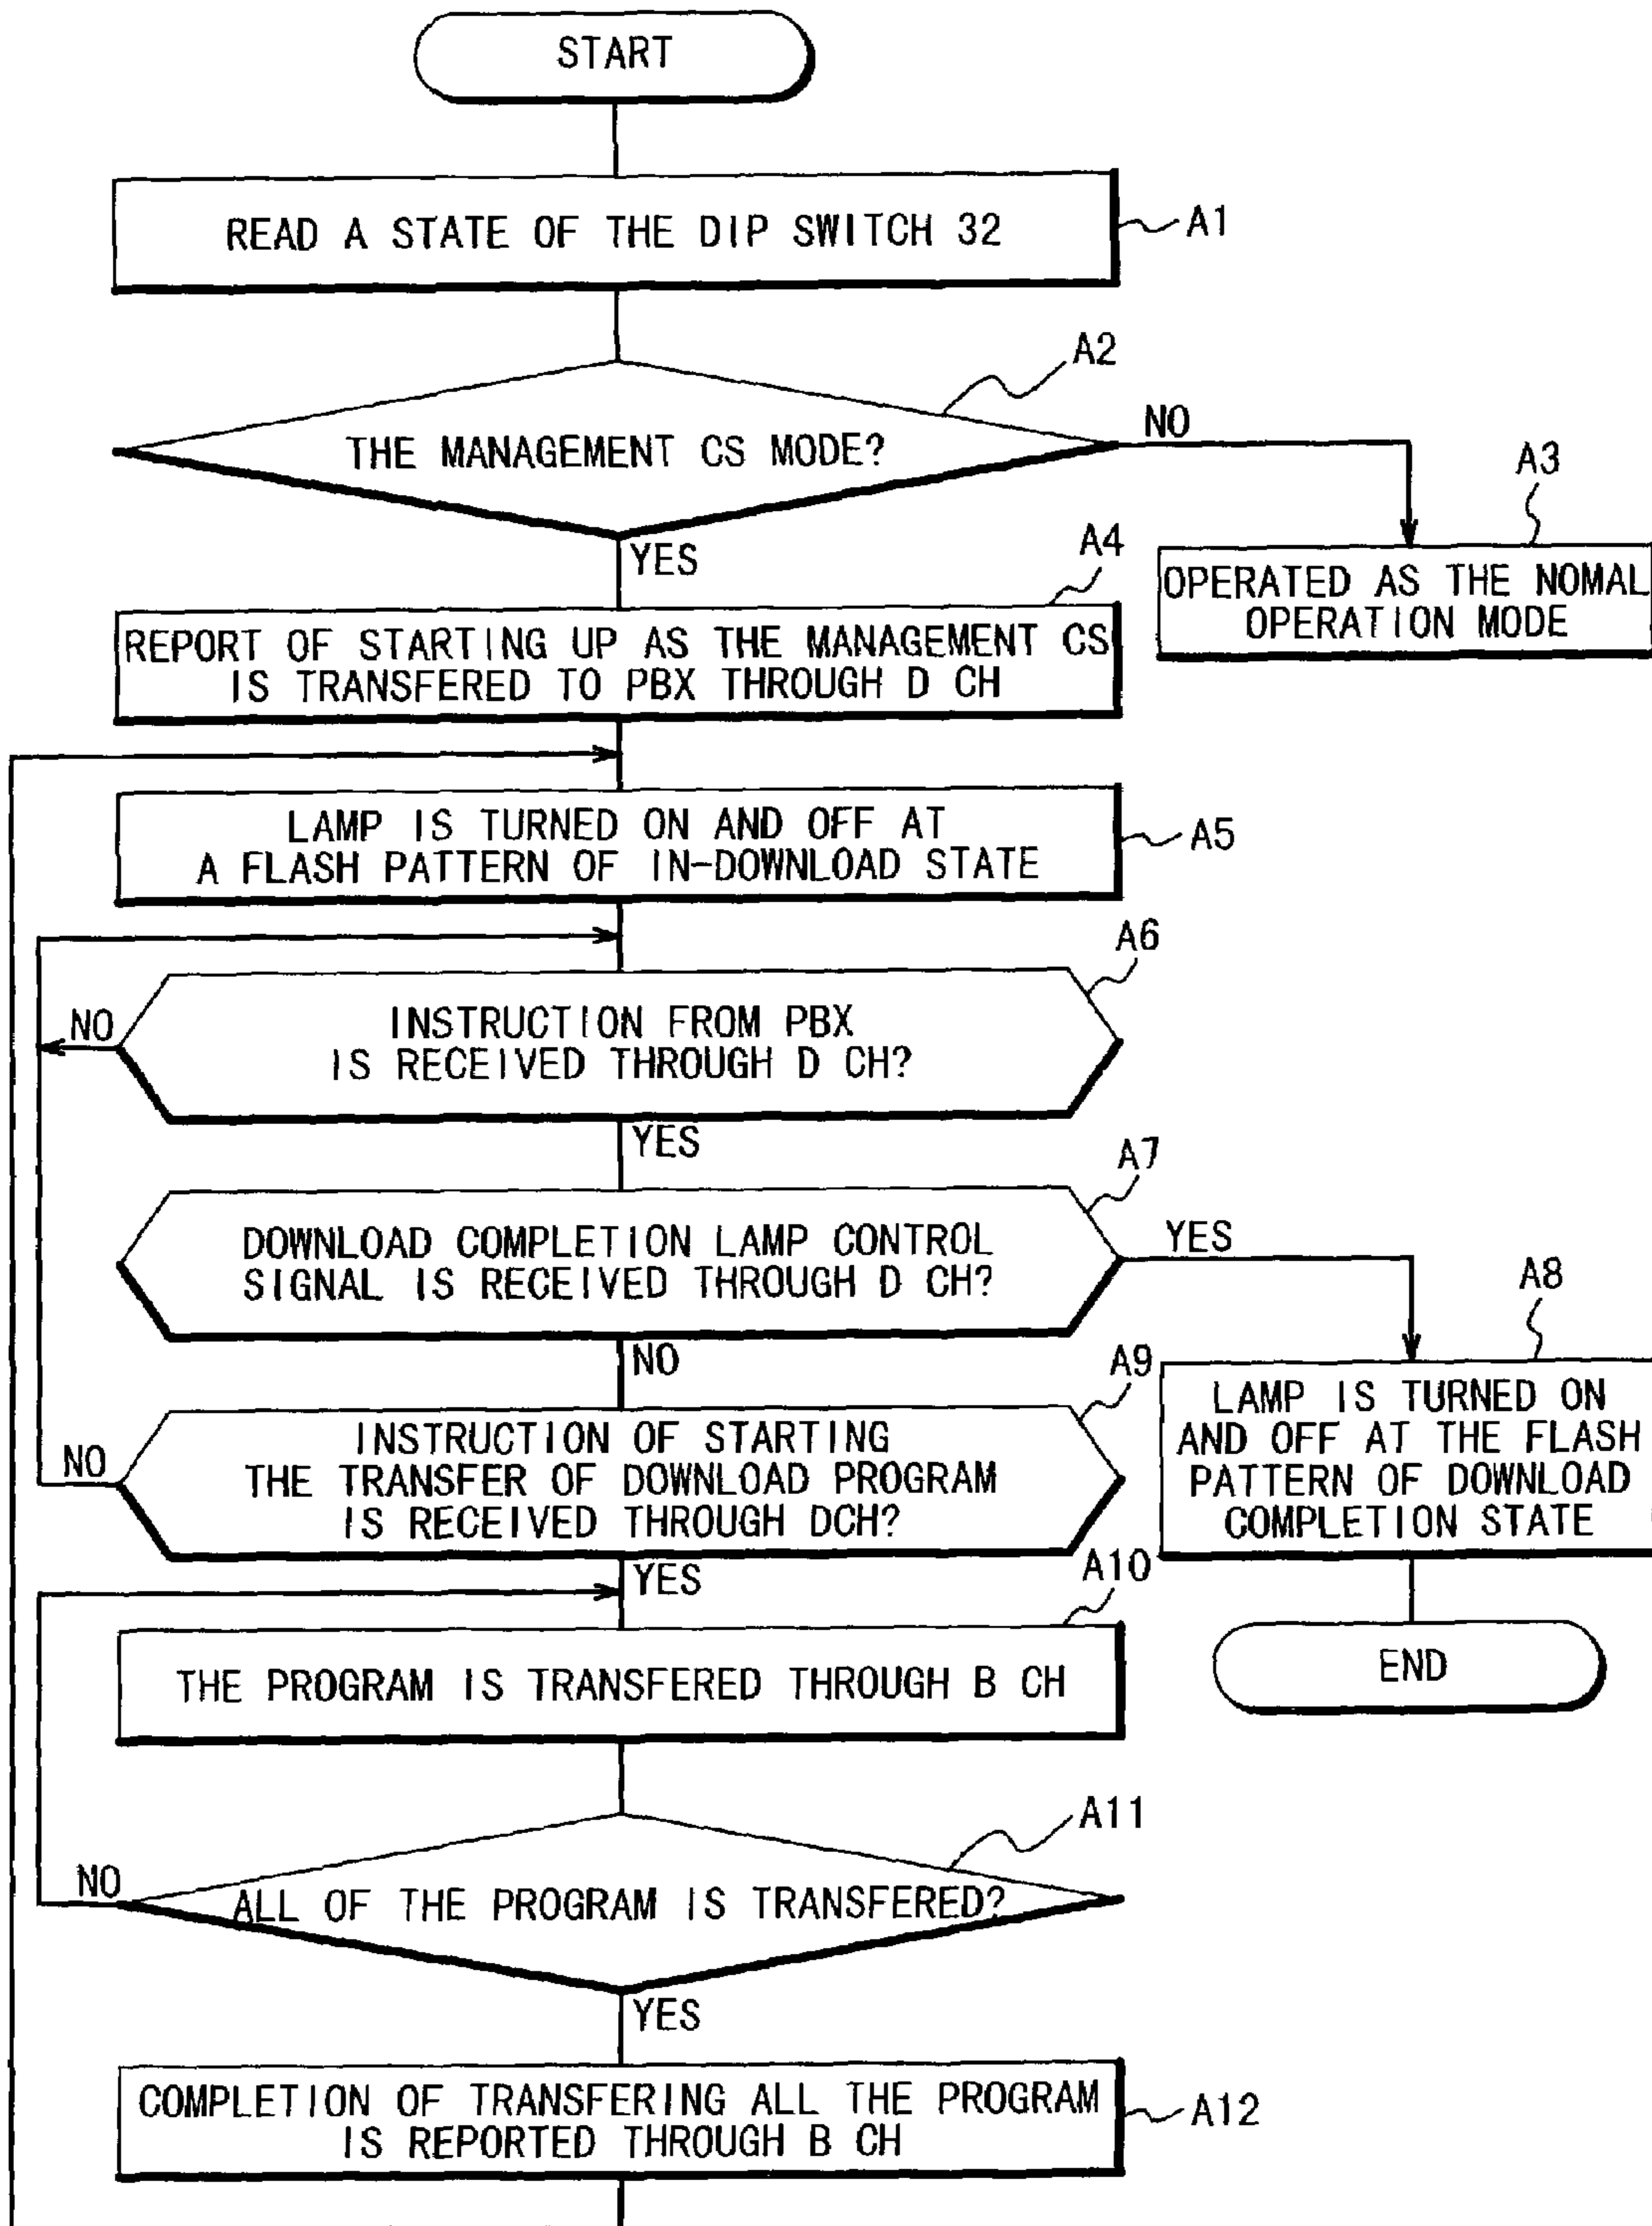 START
READ A STATE OF THE DIP SWITCH 32
A1
A2
THE MANAGEMENT CS MODE?
NO
YES
A3
OPERATED AS THE NOMAL
OPERATION MODE
A4
REPORT OF STARTING UP AS THE MANAGEMENT CS
IS TRANSFERED TO PBX THROUGH D CH
LAMP IS TURNED ON AND OFF AT
A FLASH PATTERN OF IN-DOWNLOAD STATE
A5
A6
INSTRUCTION FROM PBX
IS RECEIVED THROUGH D CH?
NO
YES
A7
DOWNLOAD COMPLETION LAMP CONTROL
SIGNAL IS RECEIVED THROUGH D CH?
YES
NO
A8
LAMP IS TURNED ON
AND OFF AT THE FLASH
PATTERN OF DOWNLOAD
COMPLETION STATE
END
A9
INSTRUCTION OF STARTING
THE TRANSFER OF DOWNLOAD PROGRAM
IS RECEIVED THROUGH DCH?
NO
YES
A10
THE PROGRAM IS TRANSFERED THROUGH B CH
A11
ALL OF THE PROGRAM IS TRANSFERED?
NO
YES
COMPLETION OF TRANSFERING ALL THE PROGRAM
IS REPORTED THROUGH B CH
A12